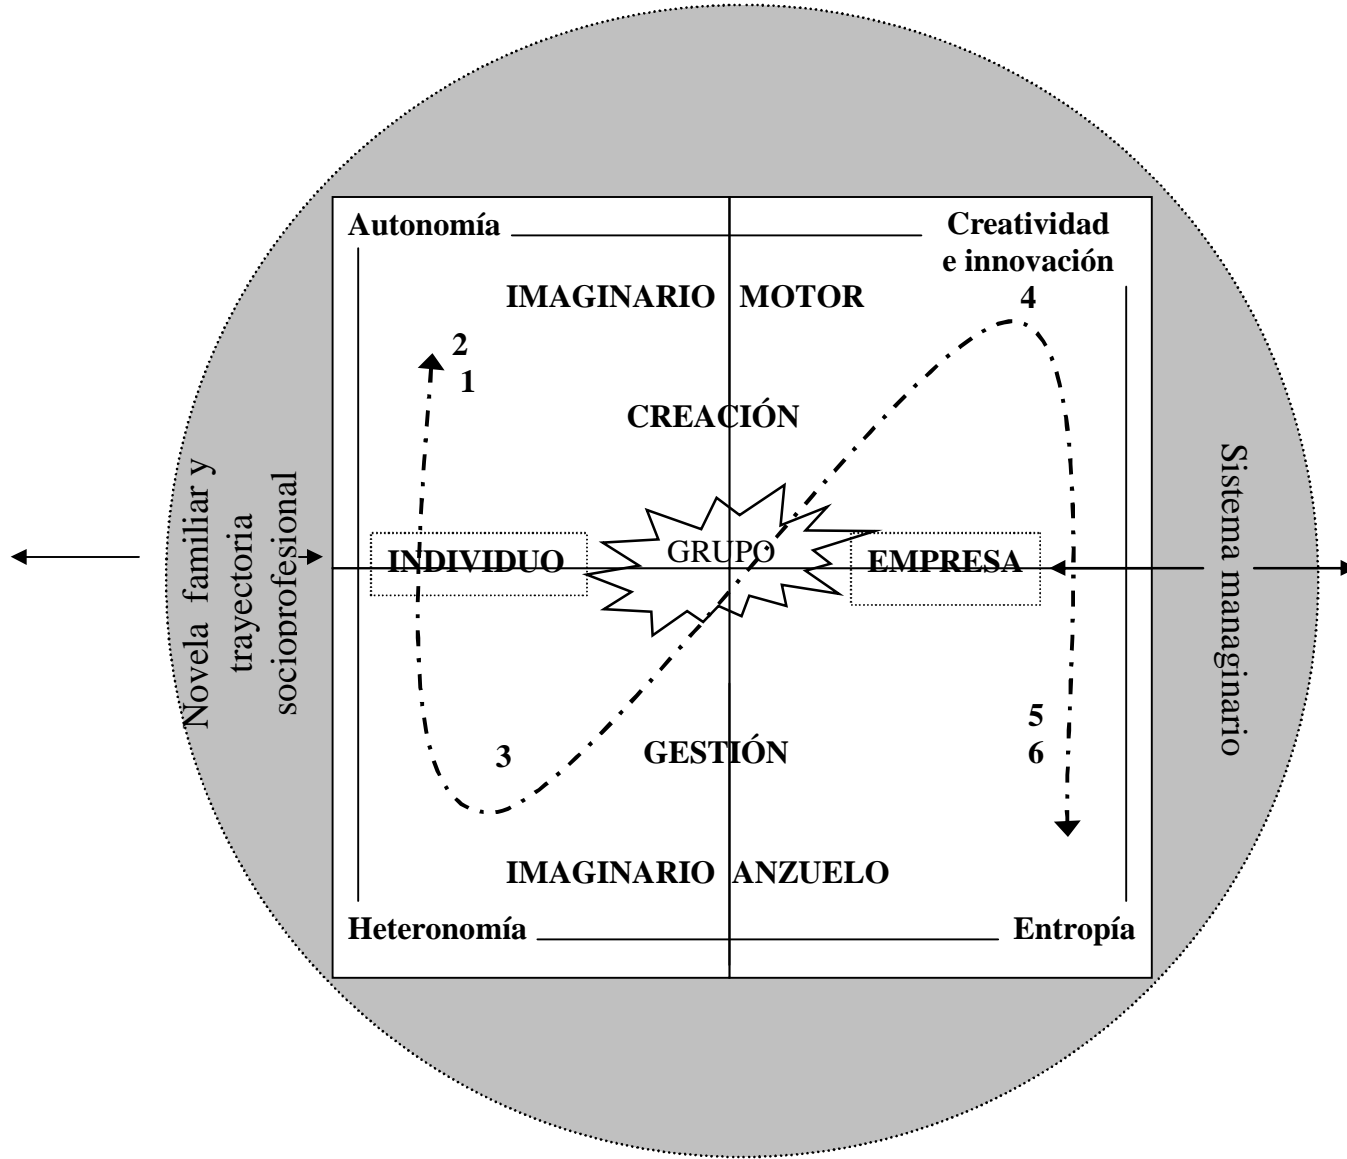 Autonomía
Creatividad
e innovación
IMAGINARIO MOTOR
4
2
1
CREACIÓN
Novela familiar y
trayectoria
socioprofesional
INDIVIDUO
GRUPO
EMPRESA
Sistema managinario
5
3
GESTIÓN
6
IMAGINARIO ANZUELO
Heteronomía
Entropía